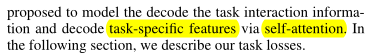 proposed to model the decode the task interaction informa-
tion and decode task-specific features via self-attention. In
the following section, we describe our task losses.